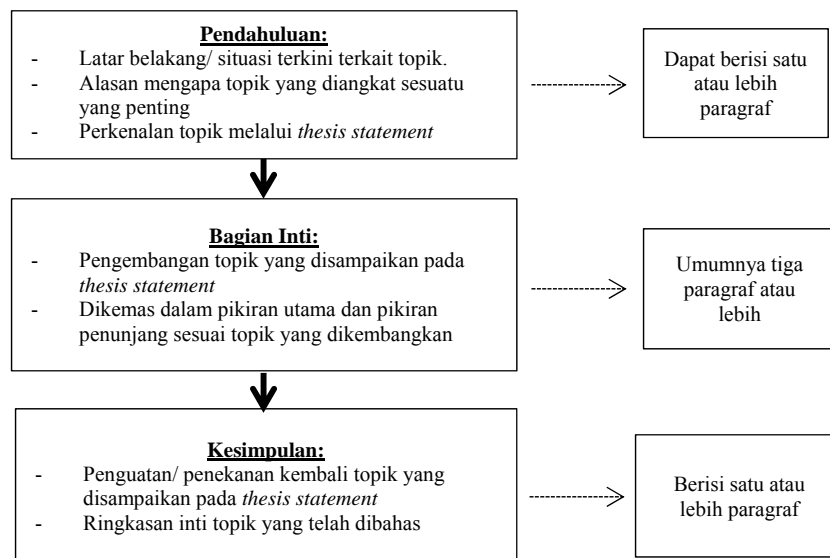 Pendahuluan:
- Latar belakang/ situasi terkini terkait topik.
- Alasan mengapa topik yang diangkat sesuatu
yang penting
- Perkenalan topik melalui thesis statement
Dapat berisi satu
atau lebih
paragraf
Bagian Inti:
- Pengembangan topik yang disampaikan pada
thesis statement
- Dikemas dalam pikiran utama dan pikiran
penunjang sesuai topik yang dikembangkan
Umumnya tiga
paragraf atau
lebih
Kesimpulan:
- Penguatan/ penekanan kembali topik yang
disampaikan pada thesis statement
- Ringkasan inti topik yang telah dibahas
Berisi satu atau
lebih paragraf